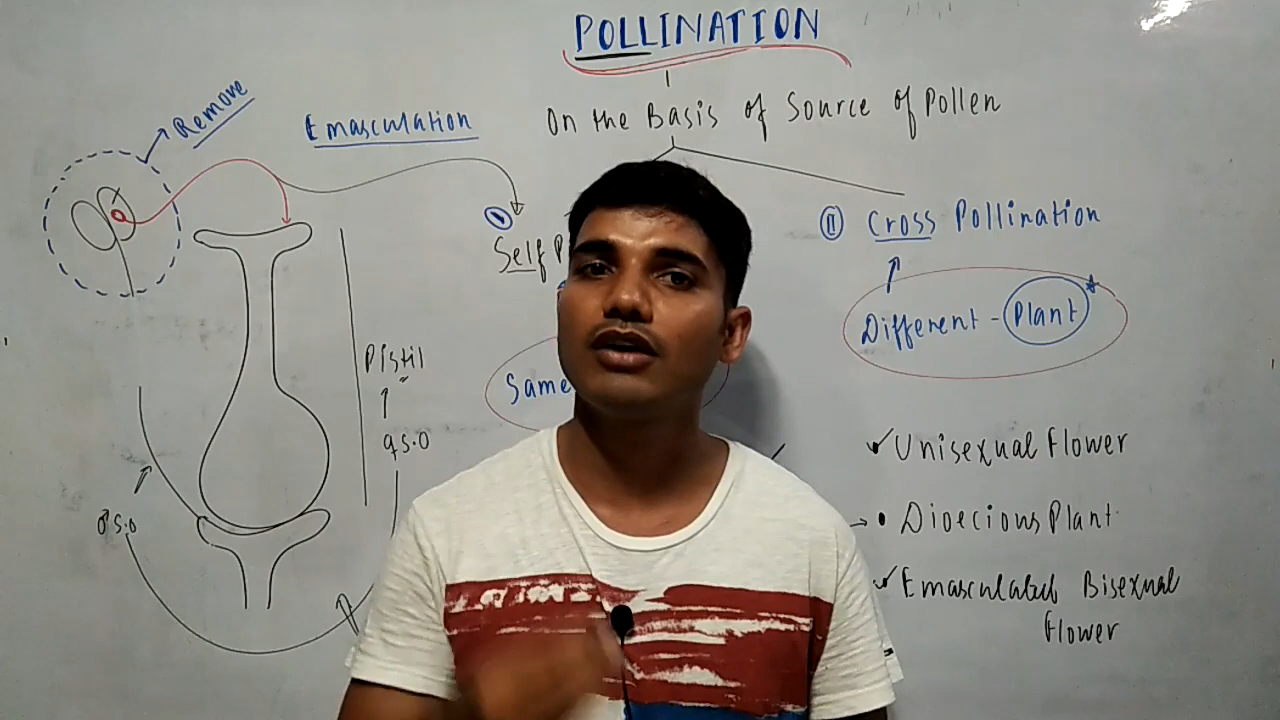 POLLINATION
On the Basis of Source of Pollen
Remove
Emasculation
Self
II Cross Pollination
Different - Plant
Same
Pistil
♀ S.O
♂ S.O
Unisexual Flower
Dioecious Plant
Emasculated Bisexual
Flower